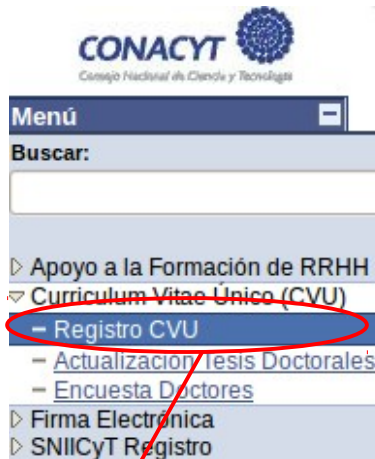 CONACYT
Consejo Nacional de Ciencia y Tecnología
Menú
Buscar:
Apoyo a la Formación de RRHH
Curriculum Vitae Único (CVU)
Registro CVU
Actualización Tesis Doctorales
Encuesta Doctores
Firma Electrónica
SNIICyT Registro